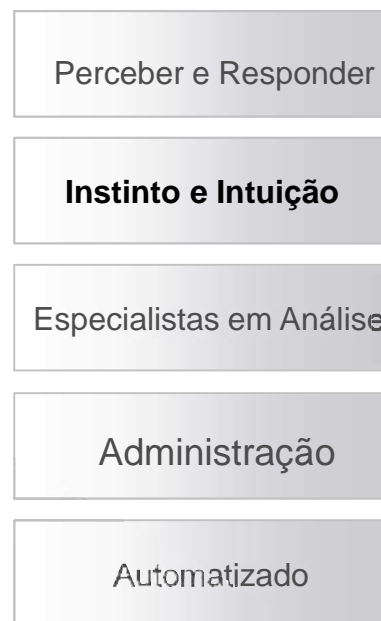 Perceber e Responder
Instinto e Intuição
Especialistas em Análise
Administração
Automatizado